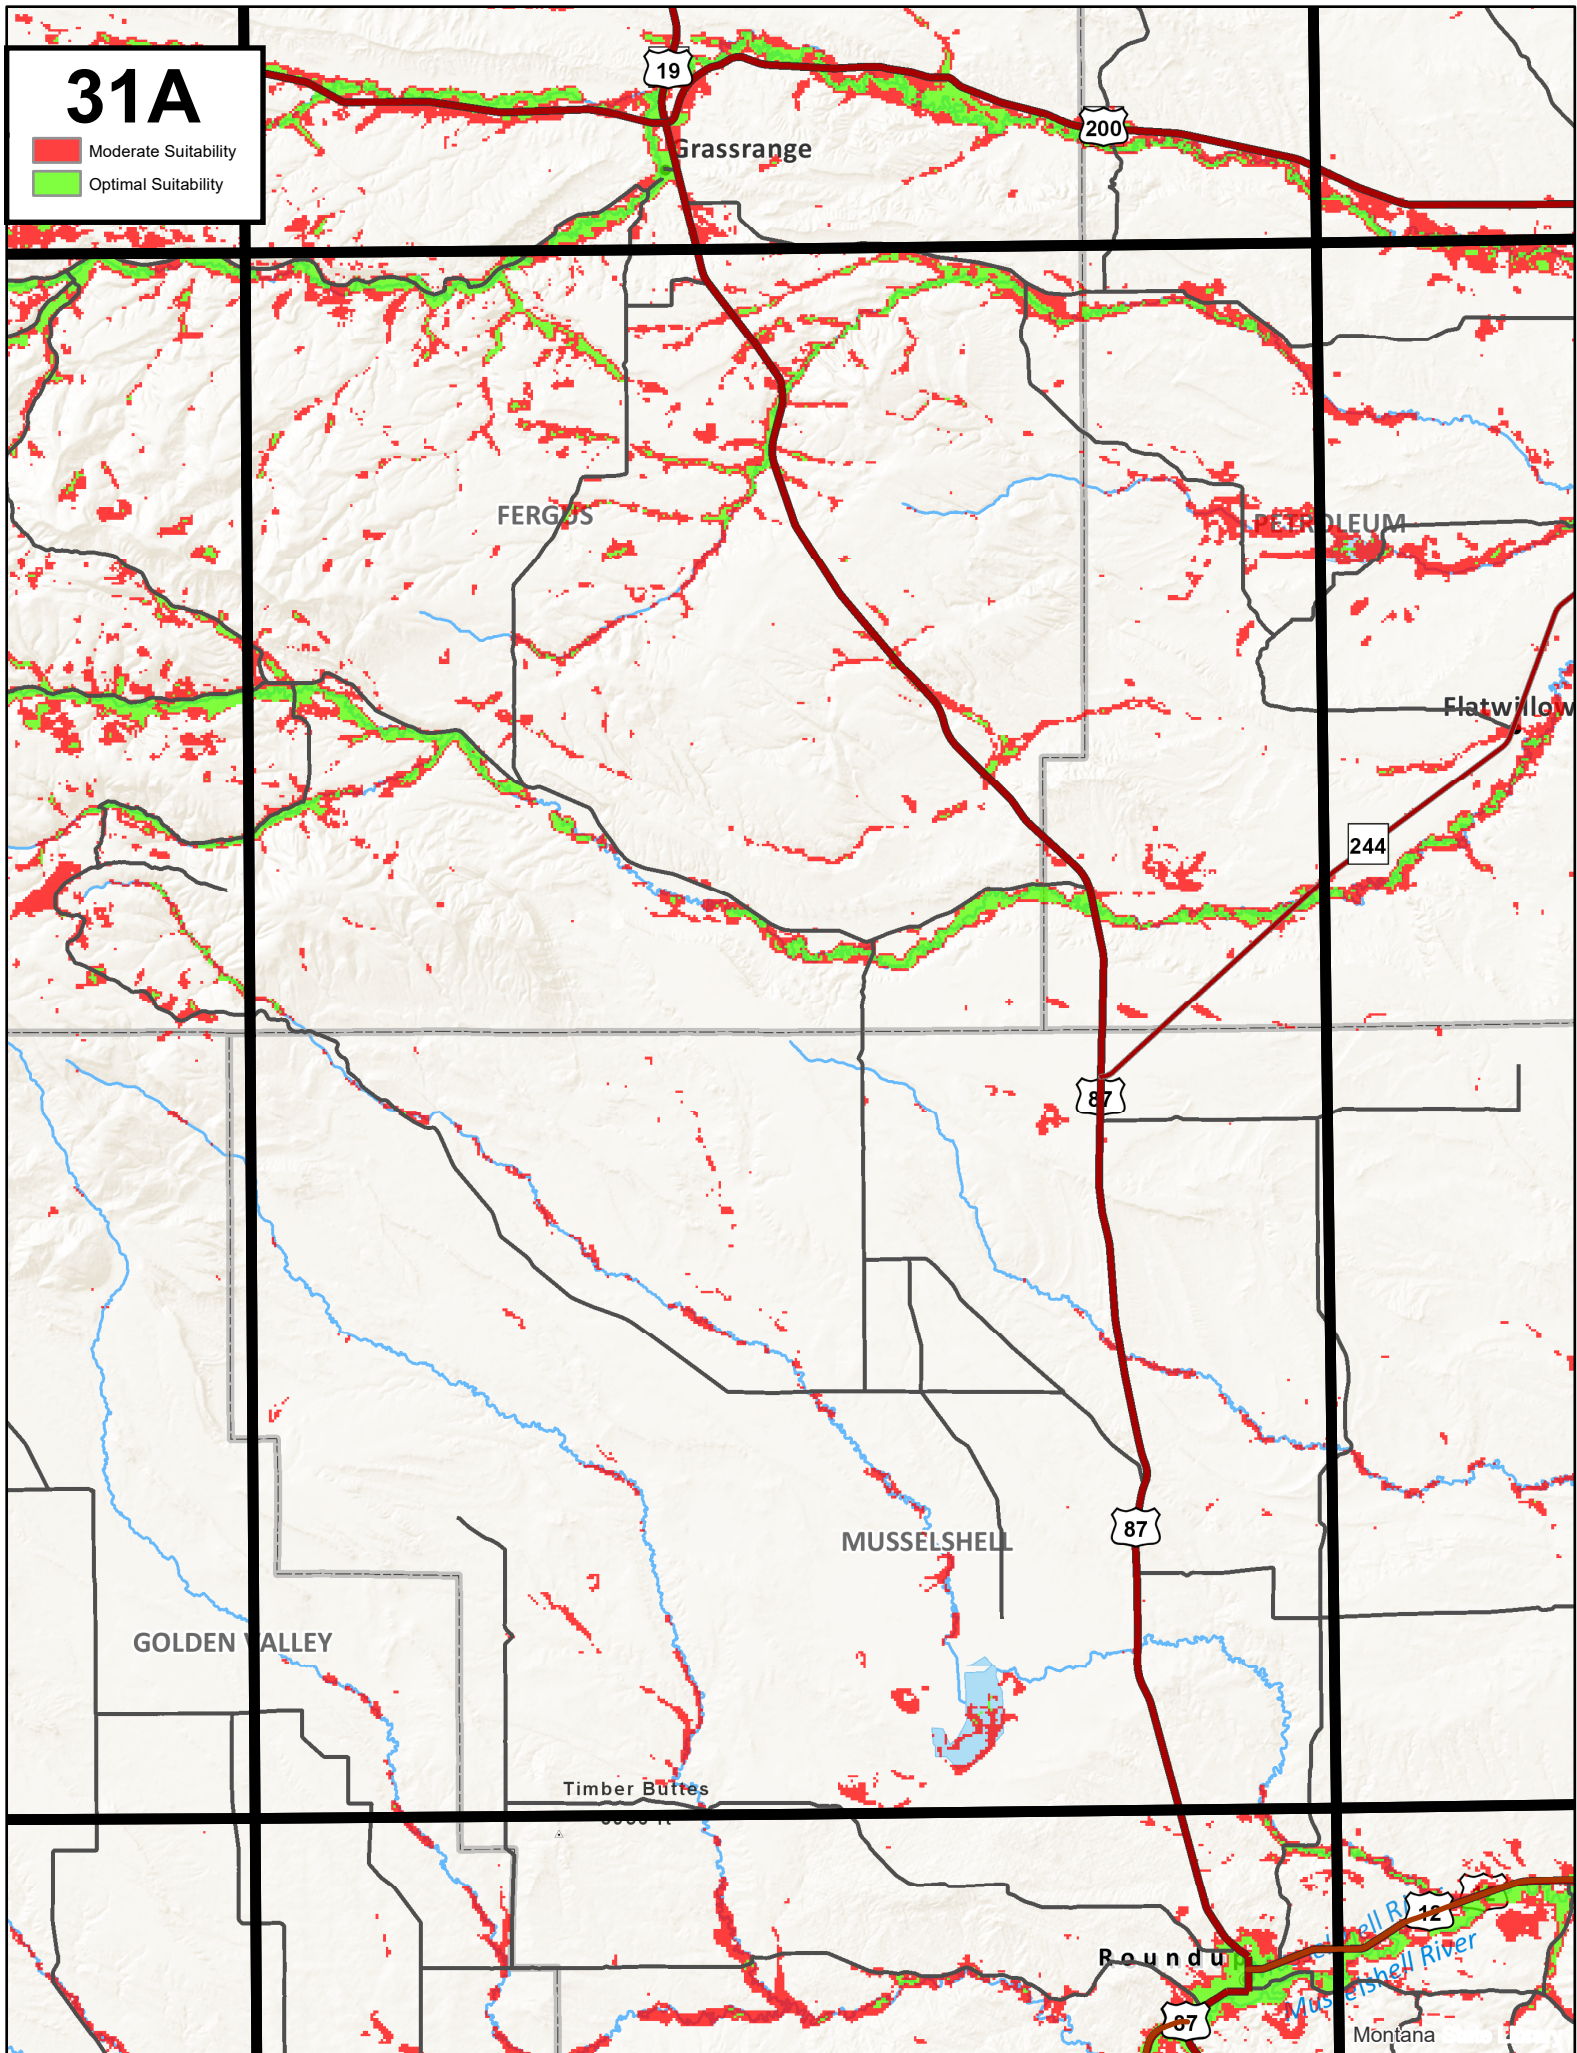 31A
Moderate Suitability
Optimal Suitability
19
200
Grassrange
FERGUS
PETROLEUM
Flatwillow
244
87
87
MUSSELSHELL
GOLDEN VALLEY
Timber Buttes
12
Roundup
Musselshell River
87
Montana